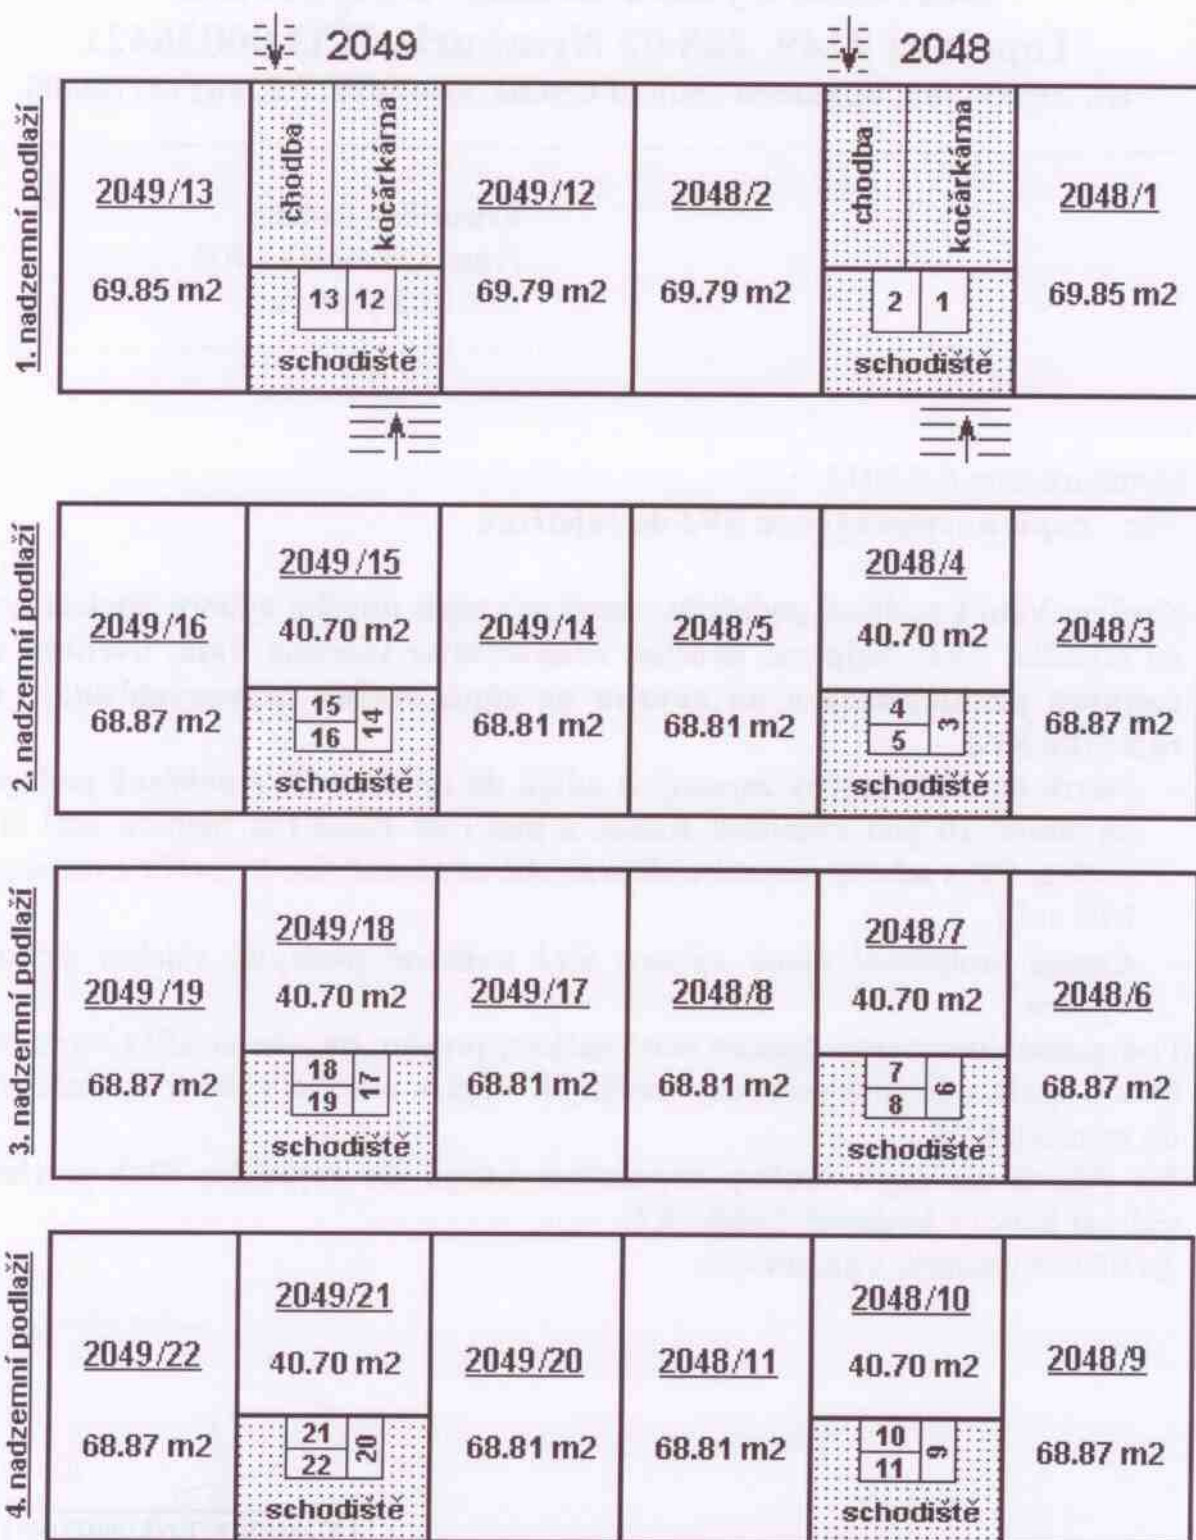 2049 2048
1. nadzemní podlaží
2049/13 chodba kočárkárna 2049/12 2048/2 chodba kočárkárna 2048/1
69.85 m2 13 12 69.79 m2 69.79 m2 2 1 69.85 m2
schodiště schodiště
2. nadzemní podlaží
2049/15 2048/4
2049/16 40.70 m2 2049/14 2048/5 40.70 m2 2048/3
68.87 m2 15 14 68.81 m2 68.81 m2 4 3 68.87 m2
16 5
schodiště schodiště
3. nadzemní podlaží
2049/18 2048/7
2049/19 40.70 m2 2049/17 2048/8 40.70 m2 2048/6
68.87 m2 18 17 68.81 m2 68.81 m2 7 6 68.87 m2
19 8
schodiště schodiště
4. nadzemní podlaží
2049/21 2048/10
2049/22 40.70 m2 2049/20 2048/11 40.70 m2 2048/9
68.87 m2 21 20 68.81 m2 68.81 m2 10 9 68.87 m2
22 11
schodiště schodiště